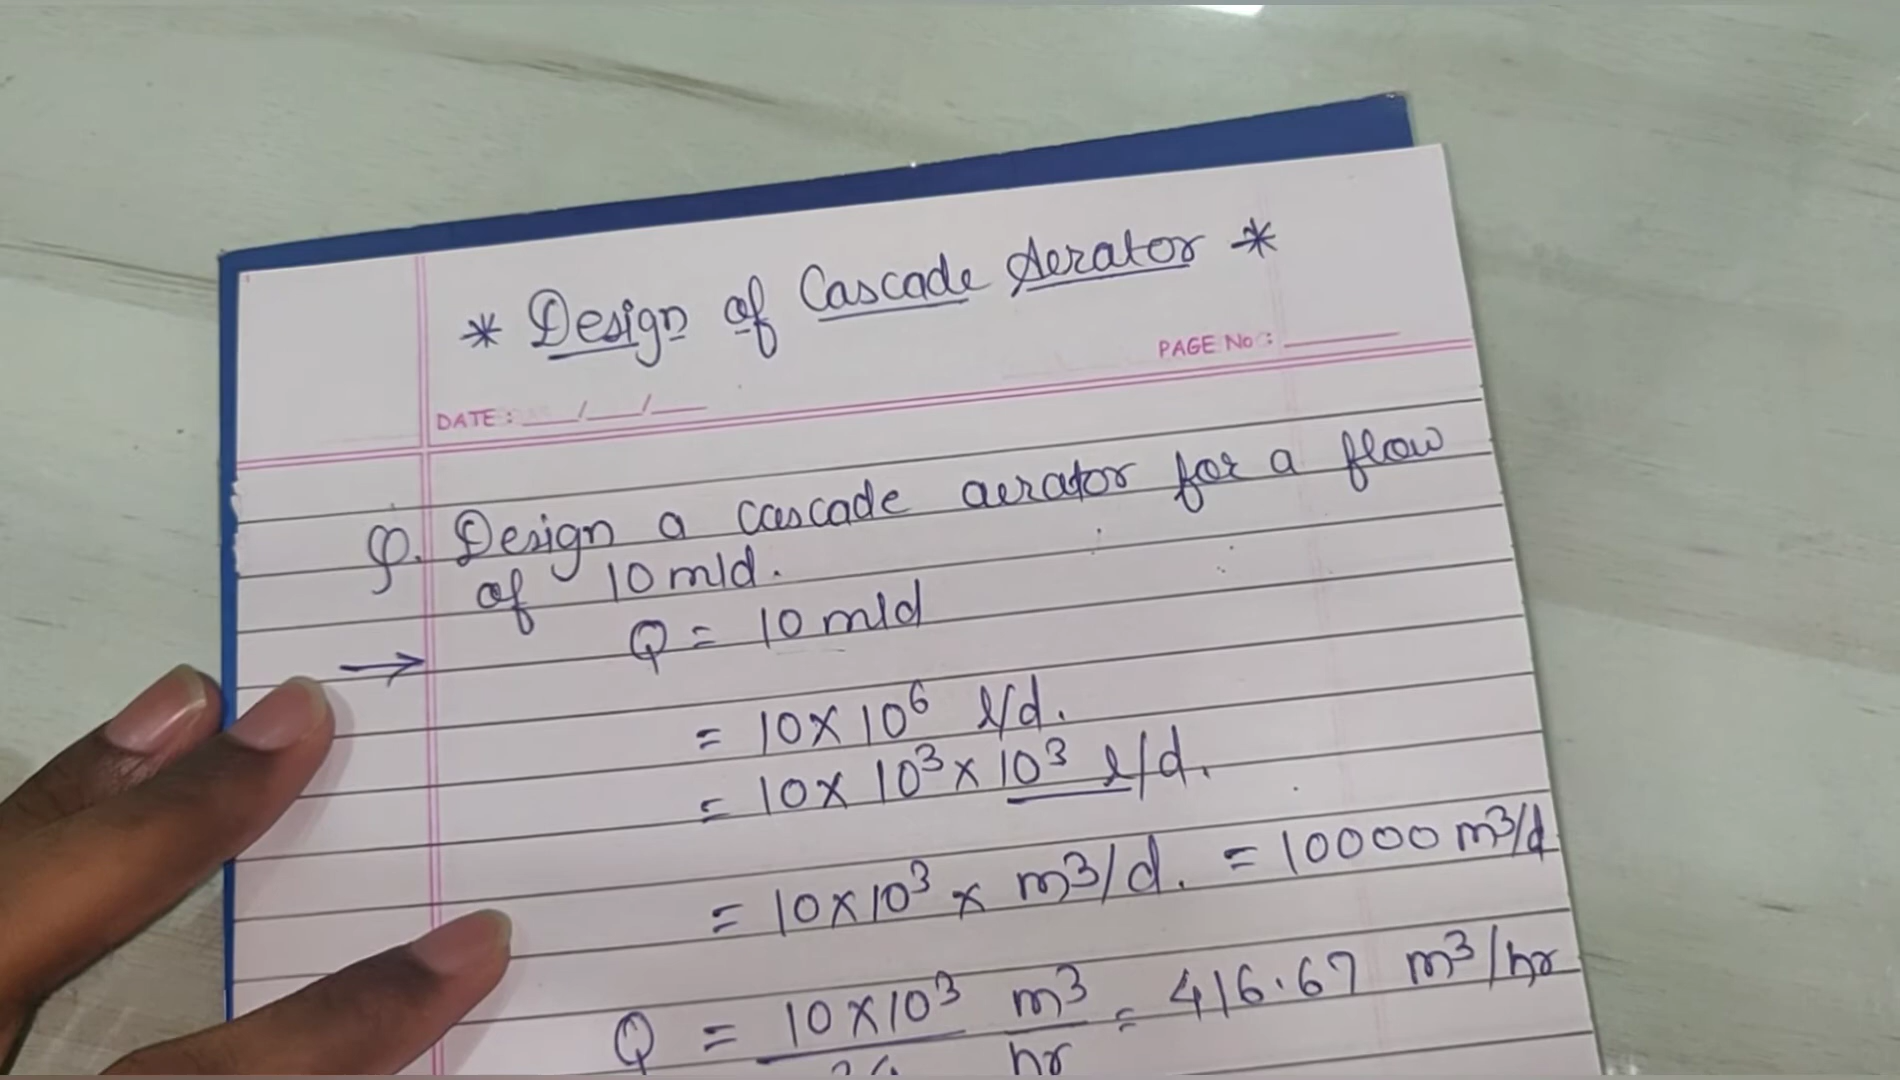 * Design of Cascade Aerator *
PAGE No :
DATE : / /
Q. Design a cascade aerator for a flow
of 10 mld.
→ Q = 10 mld
= 10 x 10⁶ l/d.
= 10 x 10³ x 10³ l/d.
= 10 x 10³ x m³/d. = 10000 m³/d
Q = 10 x 10³ m³ = 416.67 m³/hr
hr